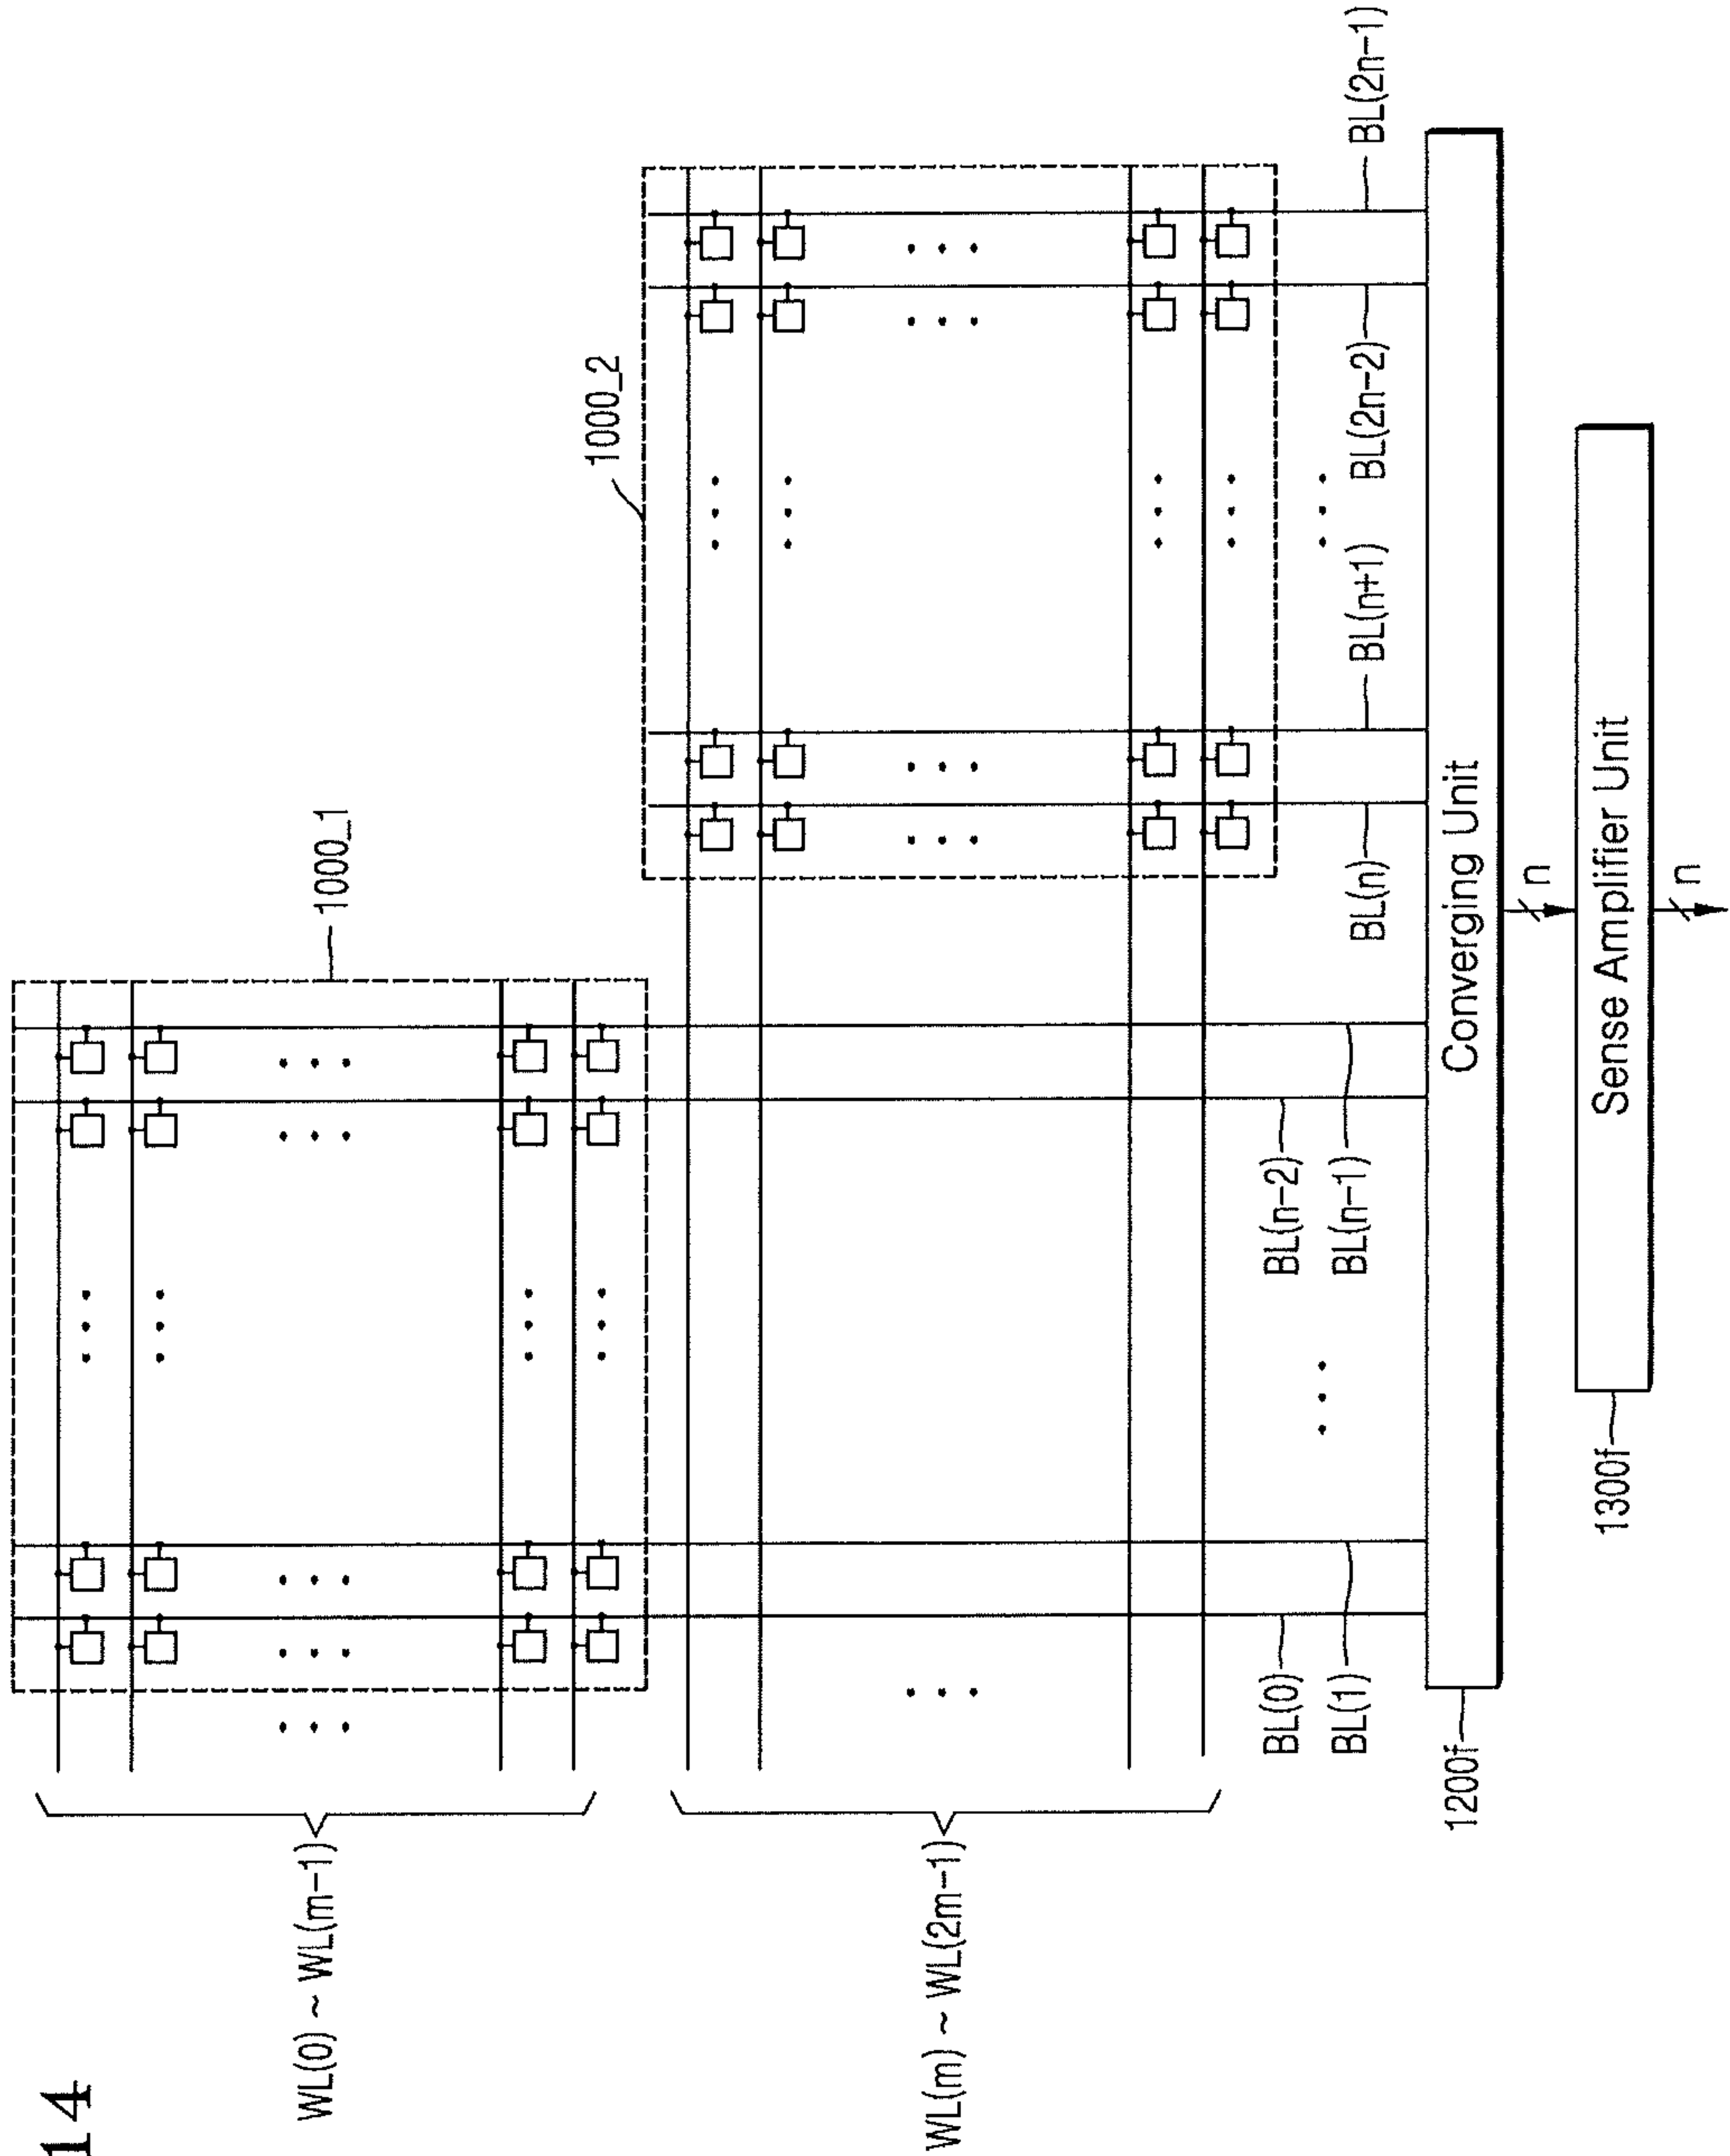 14
WL(0) ~ WL(m-1)
1000_1
WL(m) ~ WL(2m-1)
1000_2
BL(0)
BL(1)
BL(n-2)
BL(n-1)
BL(n)
BL(n+1)
BL(2n-2)
BL(2n-1)
1200f
Converging Unit
n
1300f
Sense Amplifier Unit
n